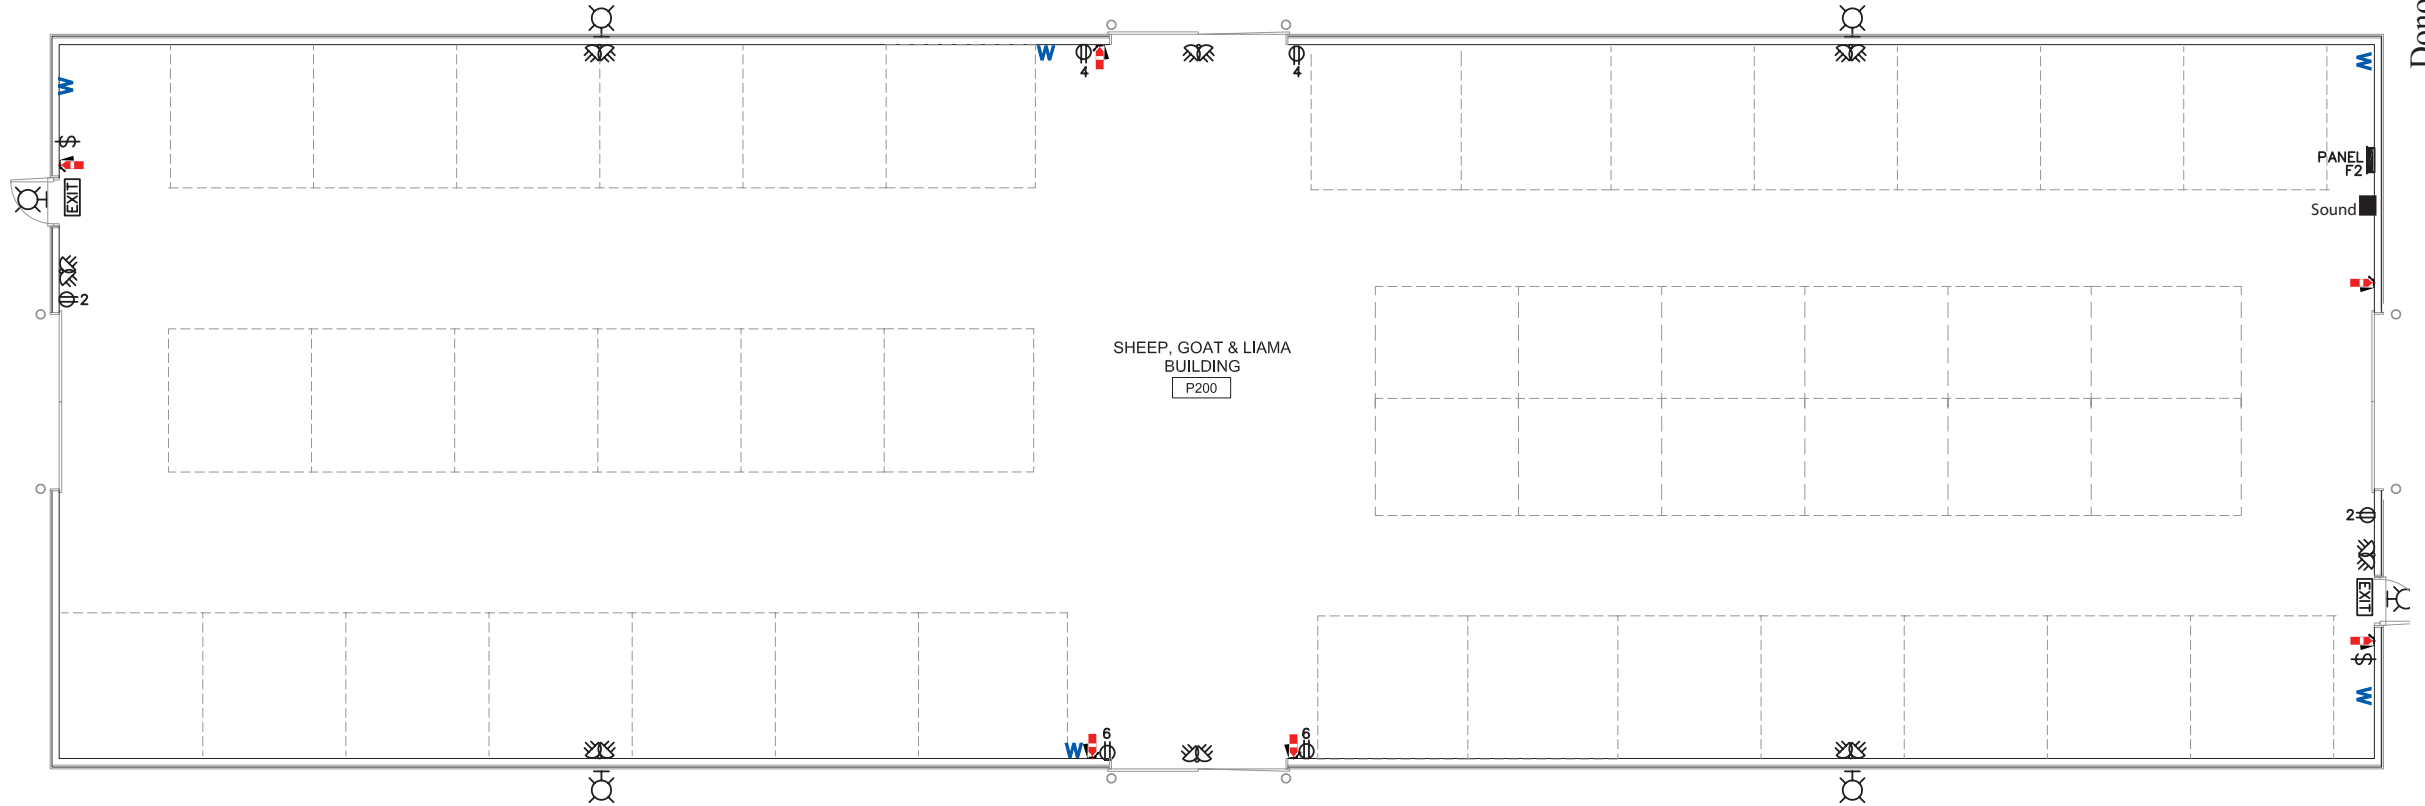 W
4
4
W
$
EXIT
2
PANEL
F2
Sound
SHEEP, GOAT & LIAMA
BUILDING
P200
2
EXIT
$
W
W
6
6
W